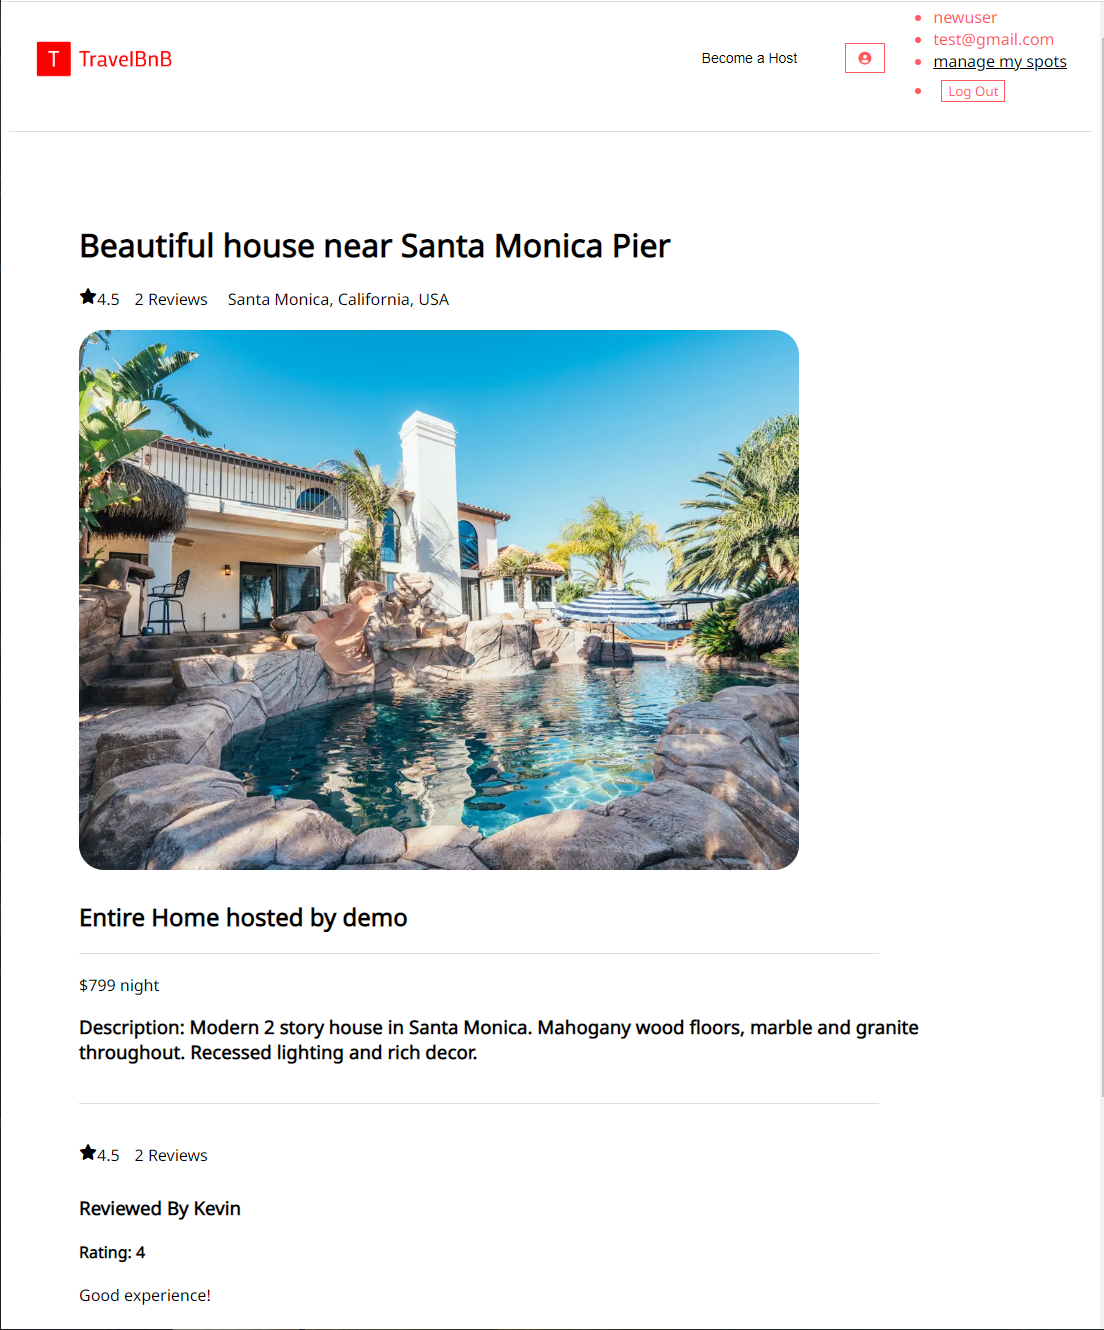 T TravelBnB
Become a Host
newuser
test@gmail.com
manage my spots
Log Out
Beautiful house near Santa Monica Pier
4.5 2 Reviews Santa Monica, California, USA
Entire Home hosted by demo
$799 night
Description: Modern 2 story house in Santa Monica. Mahogany wood floors, marble and granite
throughout. Recessed lighting and rich decor.
4.5 2 Reviews
Reviewed By Kevin
Rating: 4
Good experience!